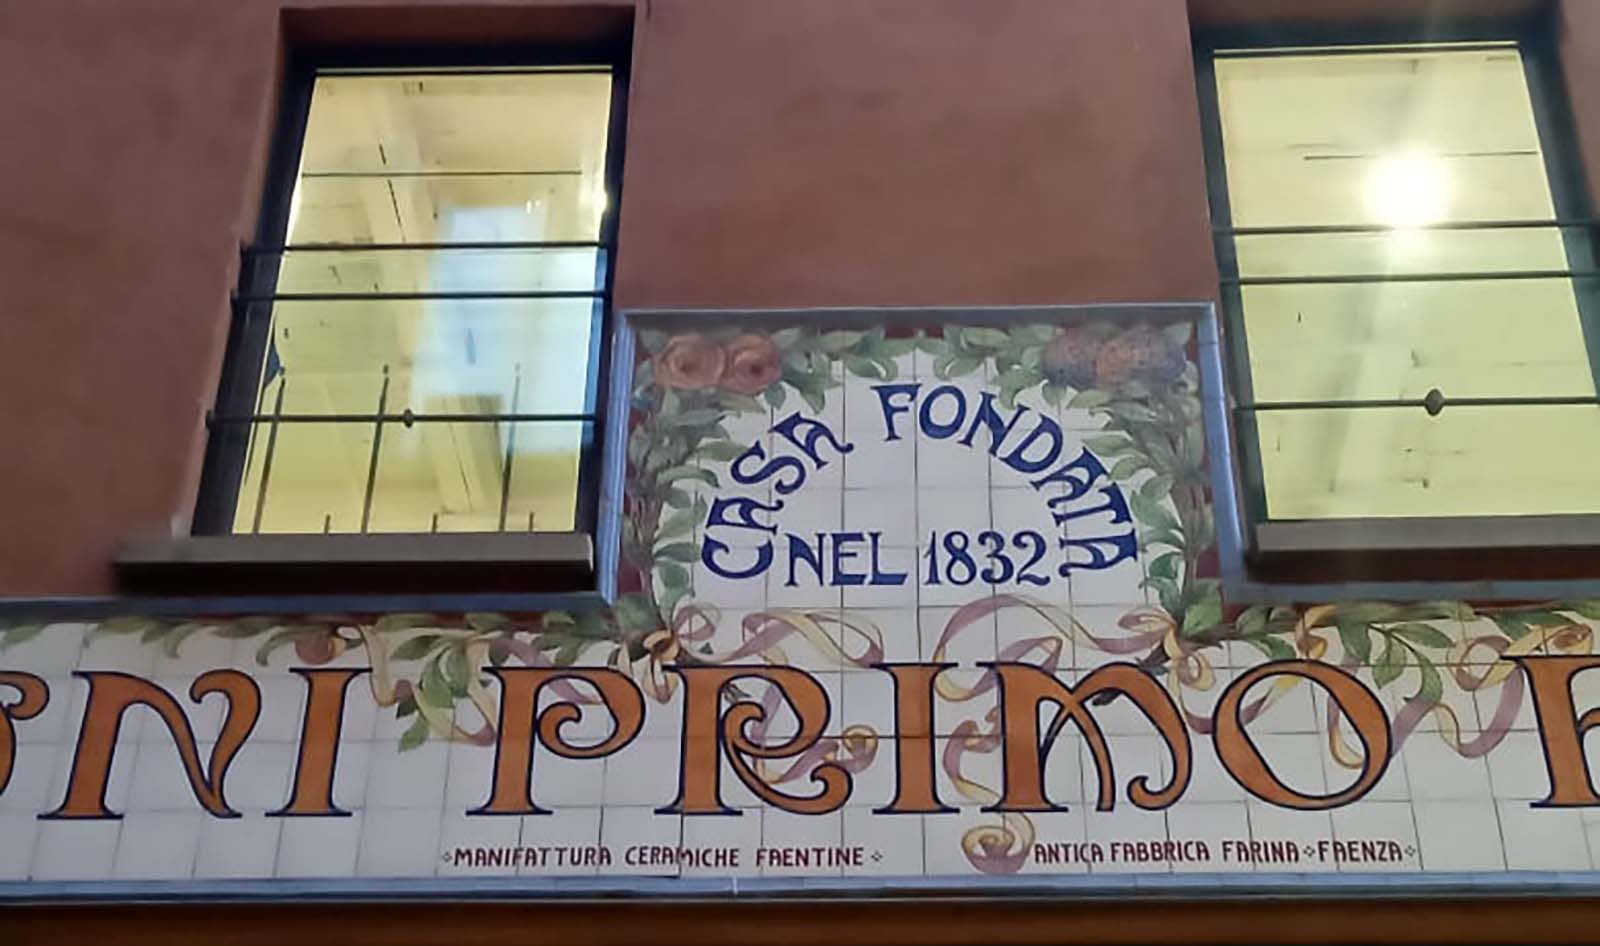 CASA FONDATA
NEL 1832
NI PRIMO
MANIFATTURA CERAMICHE FAENTINE ANTICA FABBRICA FARINA FAENZA